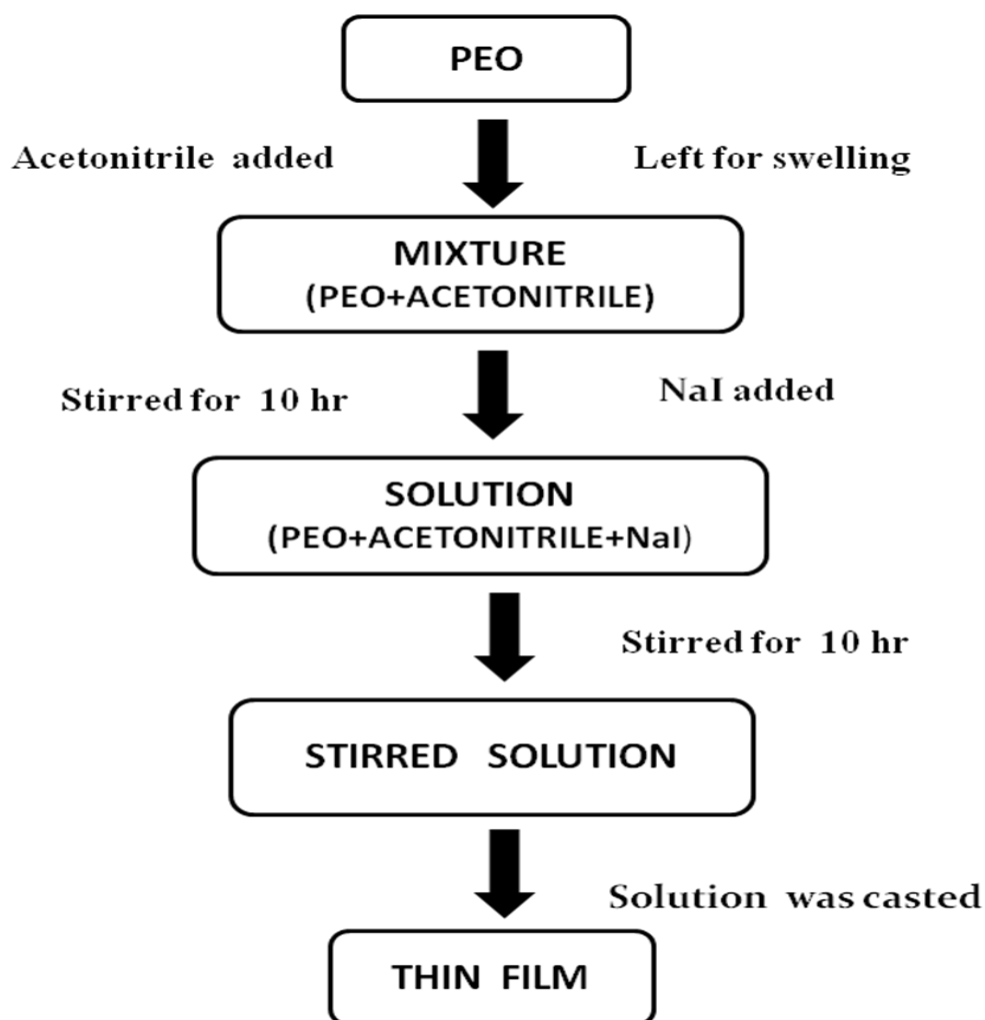 PEO
Acetonitrile added
Left for swelling
MIXTURE
(PEO+ACETONITRILE)
Stirred for 10 hr
NaI added
SOLUTION
(PEO+ACETONITRILE+NaI)
Stirred for 10 hr
STIRRED SOLUTION
Solution was casted
THIN FILM